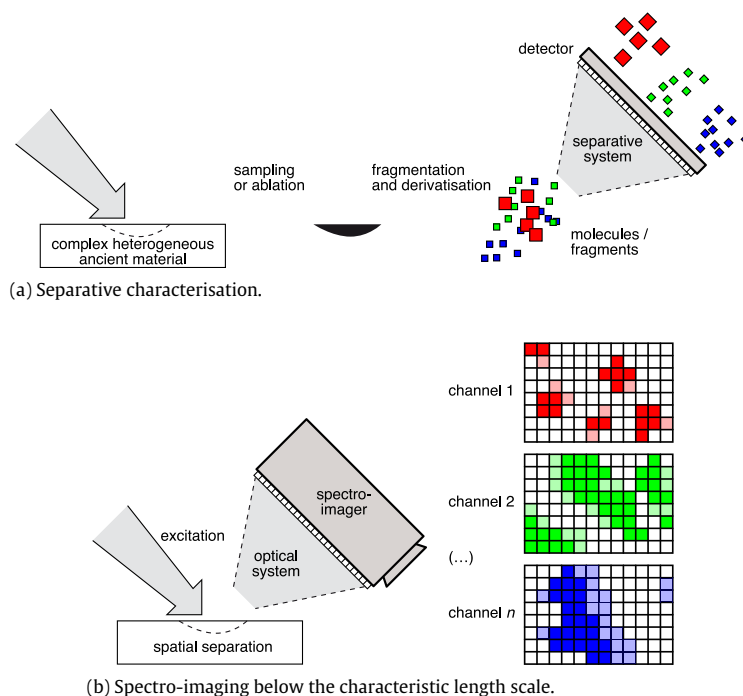 detector
separative
system
sampling
or ablation
fragmentation
and derivatisation
complex heterogeneous
ancient material
molecules /
fragments
(a) Separative characterisation.
channel 1
spectro-
imager
channel 2
excitation
optical
system
(...)
channel n
spatial separation
(b) Spectro-imaging below the characteristic length scale.